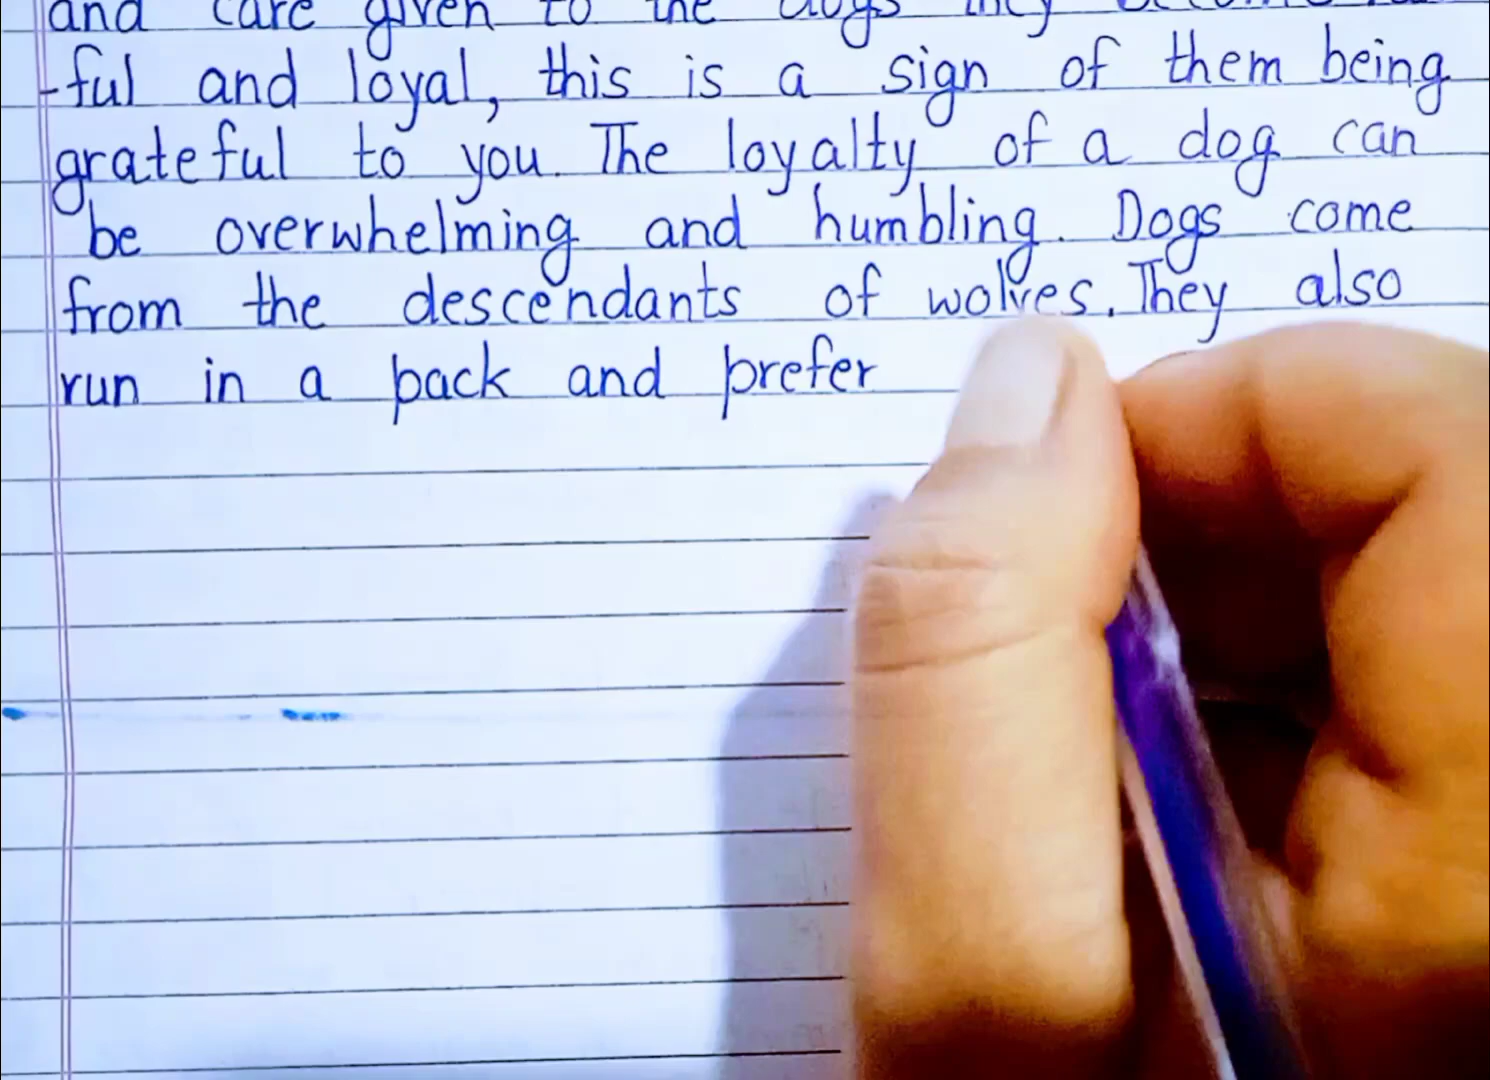 and care given to the dogs they
-ful and loyal, this is a sign of them being
grateful to you. The loyalty of a dog can
be overwhelming and humbling. Dogs come
from the descendants of wolves. They also
run in a pack and prefer